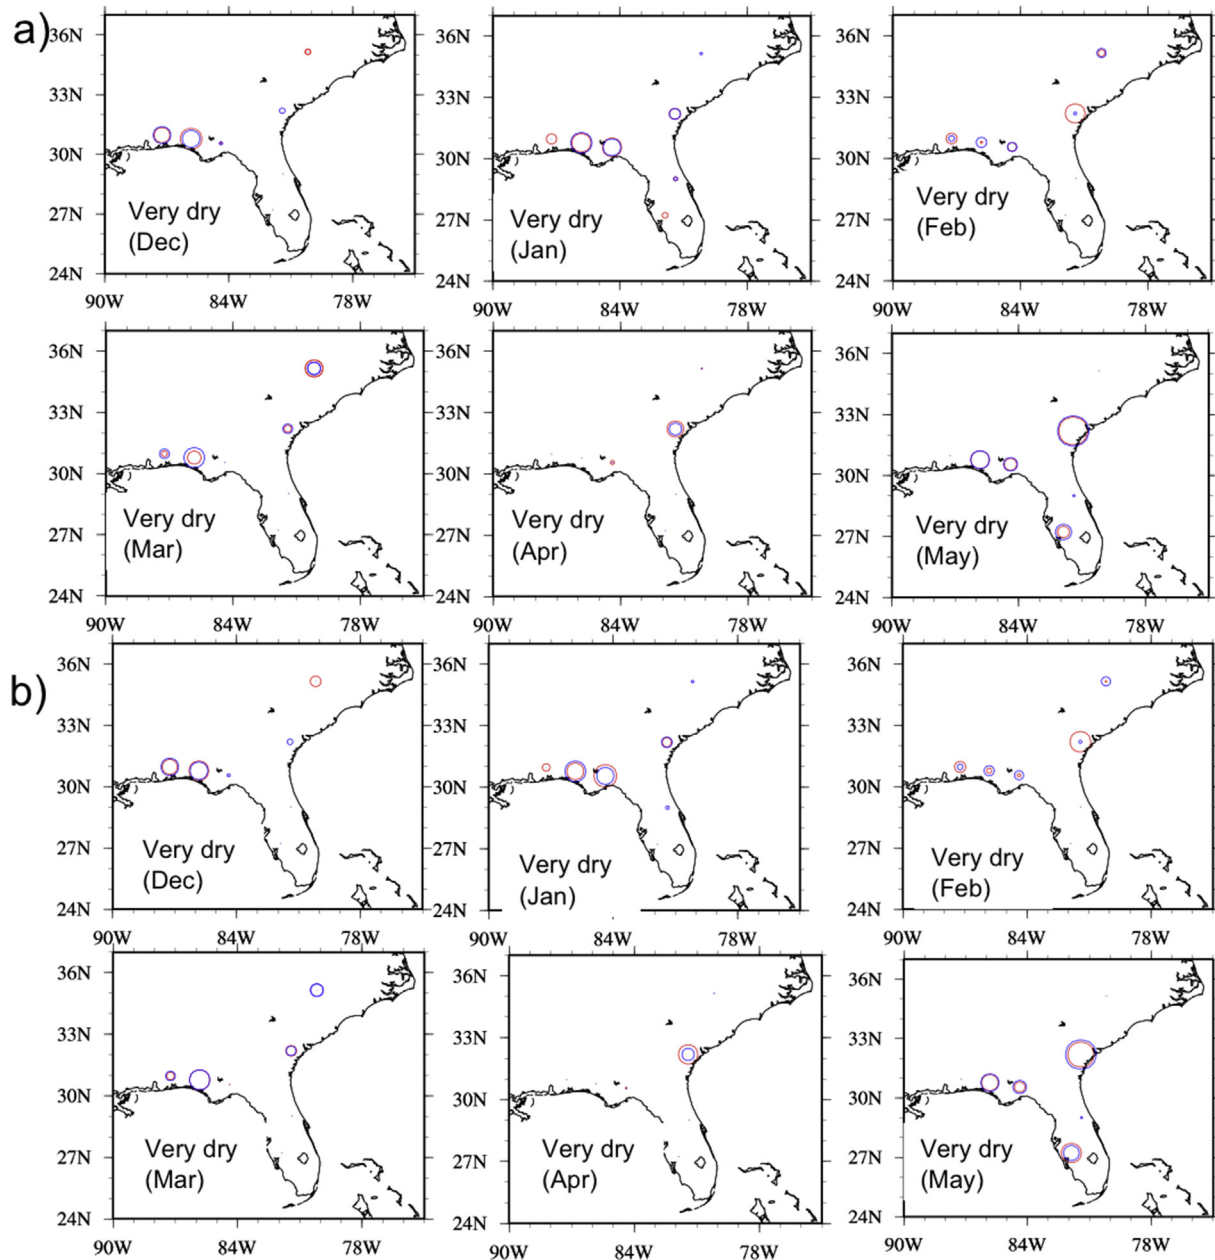 a)
36N
33N
30N
27N
24N
Very dry
(Dec)
90W 84W 78W
36N
33N
30N
27N
24N
Very dry
(Jan)
90W 84W 78W
36N
33N
30N
27N
24N
Very dry
(Feb)
90W 84W 78W
36N
33N
30N
27N
24N
Very dry
(Mar)
90W 84W 78W
36N
33N
30N
27N
24N
Very dry
(Apr)
90W 84W 78W
36N
33N
30N
27N
24N
Very dry
(May)
90W 84W 78W
b)
36N
33N
30N
27N
24N
Very dry
(Dec)
90W 84W 78W
36N
33N
30N
27N
24N
Very dry
(Jan)
90W 84W 78W
36N
33N
30N
27N
24N
Very dry
(Feb)
90W 84W 78W
36N
33N
30N
27N
24N
Very dry
(Mar)
90W 84W 78W
36N
33N
30N
27N
24N
Very dry
(Apr)
90W 84W 78W
36N
33N
30N
27N
24N
Very dry
(May)
90W 84W 78W